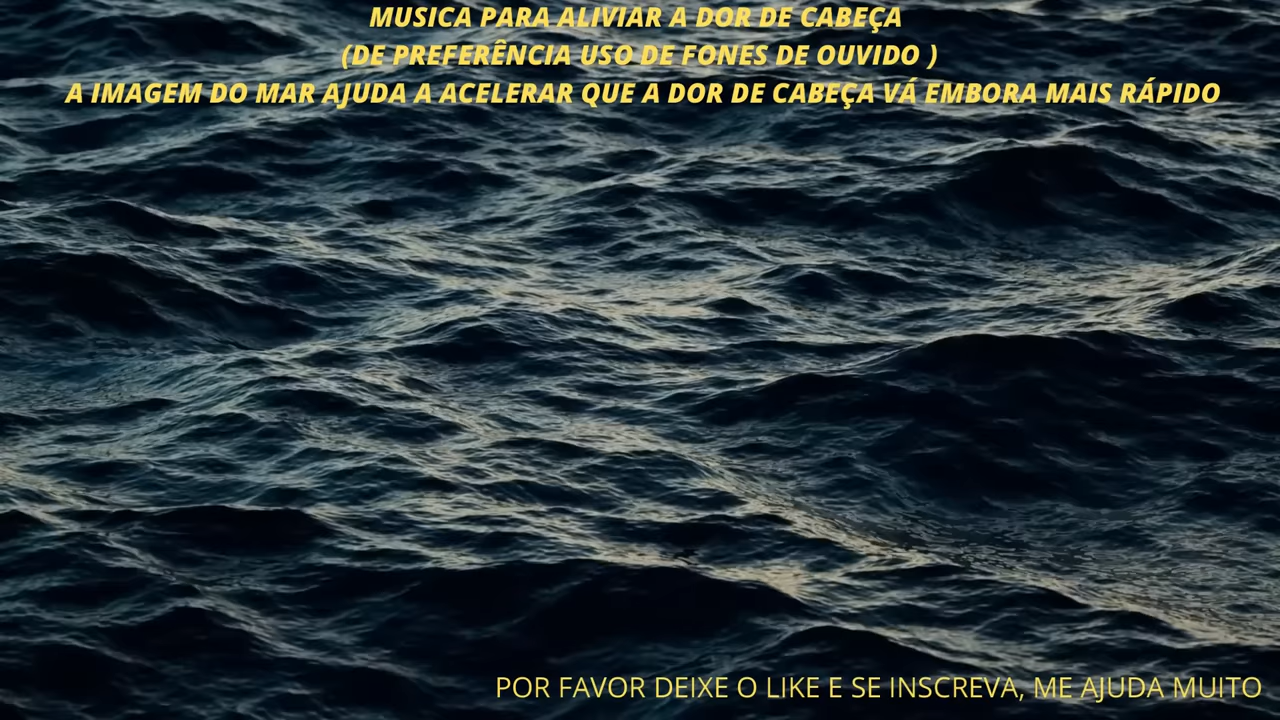 MUSICA PARA ALIVIAR A DOR DE CABEÇA
(DE PREFERÊNCIA USO DE FONES DE OUVIDO )
A IMAGEM DO MAR AJUDA A ACELERAR QUE A DOR DE CABEÇA VÁ EMBORA MAIS RÁPIDO
POR FAVOR DEIXE O LIKE E SE INSCREVA, ME AJUDA MUITO